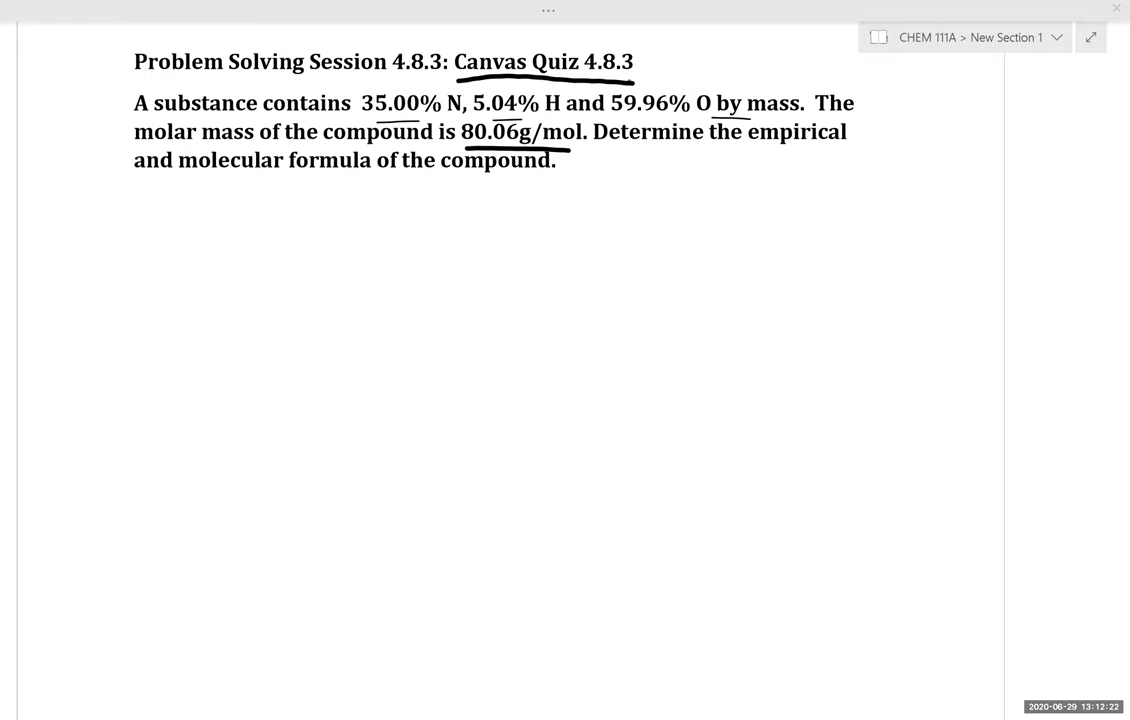 ...
CHEM 111A > New Section 1
Problem Solving Session 4.8.3: Canvas Quiz 4.8.3
A substance contains 35.00% N, 5.04% H and 59.96% O by mass. The
molar mass of the compound is 80.06g/mol. Determine the empirical
and molecular formula of the compound.
2020-06-29 13:12:22